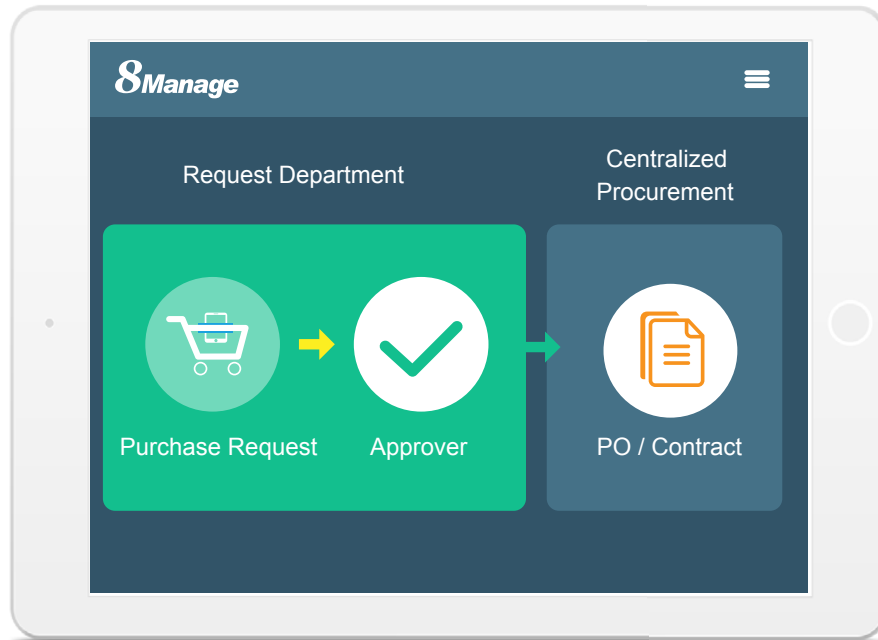 8Manage
Request Department
Centralized
Procurement
Purchase Request
Approver
PO / Contract